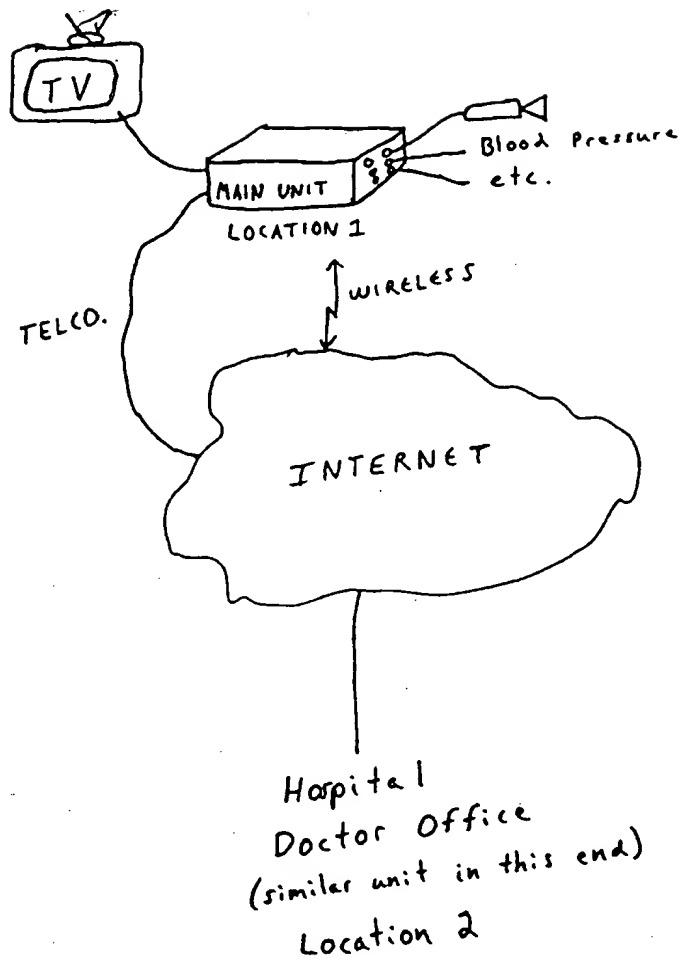 TV
Blood Pressure
etc.
MAIN UNIT
LOCATION 1
WIRELESS
TELCO.
INTERNET
Hospital
Doctor Office
(similar unit in this end)
Location 2